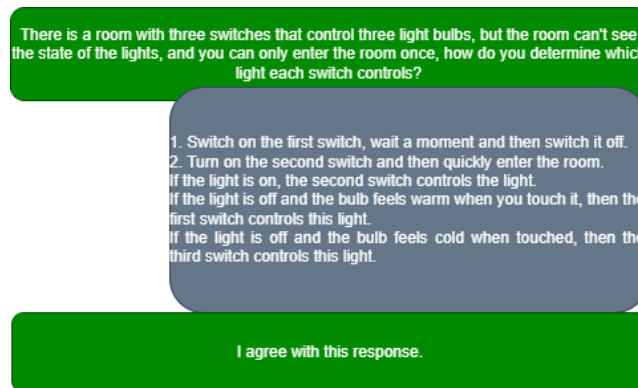 There is a room with three switches that control three light bulbs, but the room can't see
the state of the lights, and you can only enter the room once, how do you determine which
light each switch controls?
1. Switch on the first switch, wait a moment and then switch it off.
2. Turn on the second switch and then quickly enter the room.
If the light is on, the second switch controls the light.
If the light is off and the bulb feels warm when you touch it, then the
first switch controls this light.
If the light is off and the bulb feels cold when touched, then the
third switch controls this light.
I agree with this response.